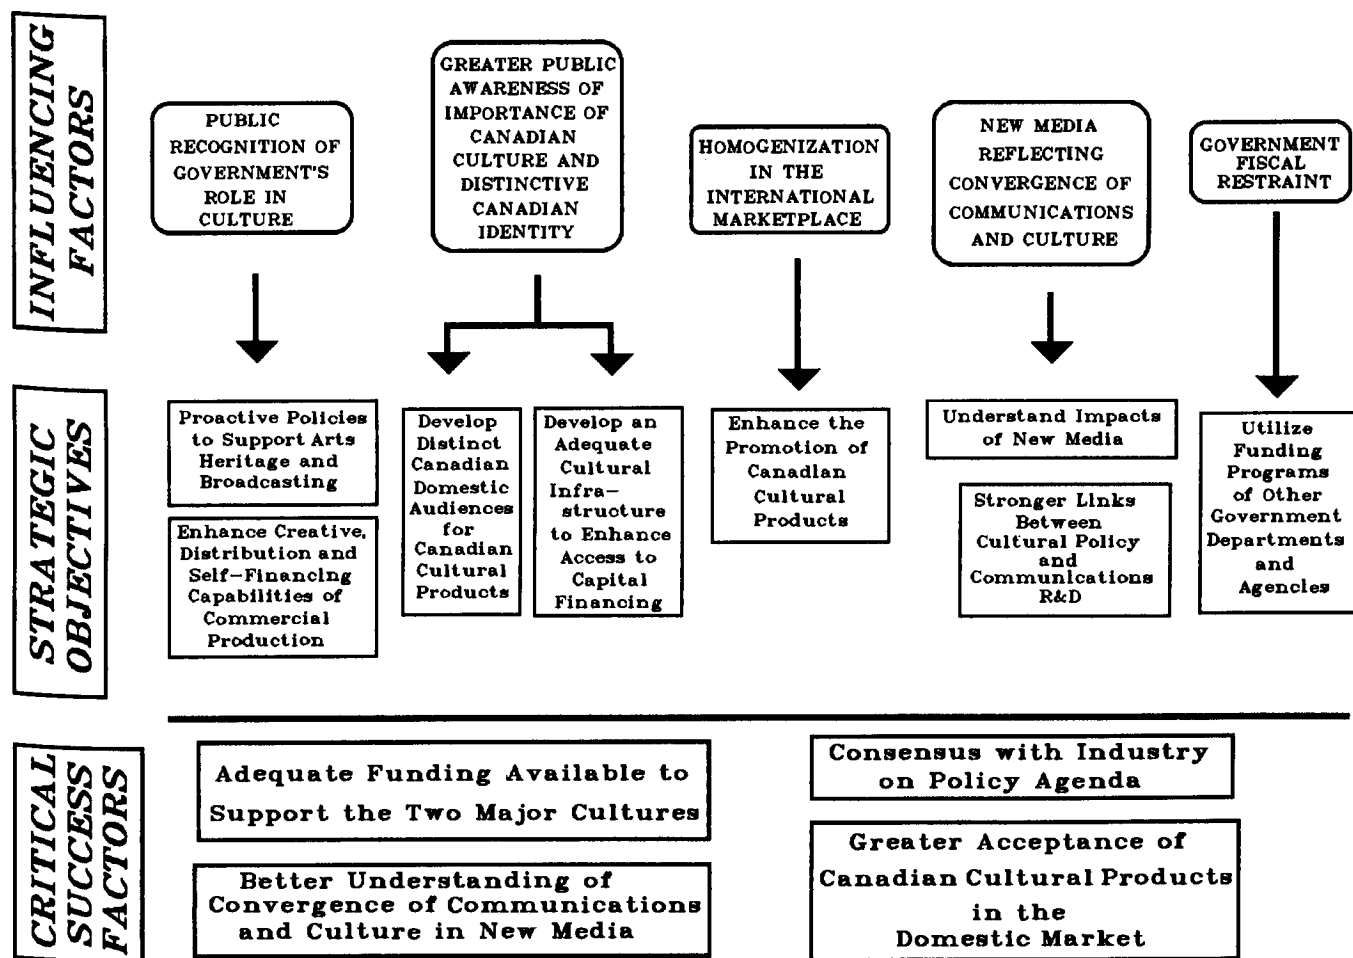 INFLUENCING
FACTORS
PUBLIC
RECOGNITION OF
GOVERNMENT'S
ROLE IN
CULTURE
GREATER PUBLIC
AWARENESS OF
IMPORTANCE OF
CANADIAN
CULTURE AND
DISTINCTIVE
CANADIAN
IDENTITY
HOMOGENIZATION
IN THE
INTERNATIONAL
MARKETPLACE
NEW MEDIA
REFLECTING
CONVERGENCE OF
COMMUNICATIONS
AND CULTURE
GOVERNMENT
FISCAL
RESTRAINT
STRATEGIC
OBJECTIVES
Proactive Policies
to Support Arts
Heritage and
Broadcasting
Enhance Creative,
Distribution and
Self-Financing
Capabilities of
Commercial
Production
Develop
Distinct
Canadian
Domestic
Audiences
for
Canadian
Cultural
Products
Develop an
Adequate
Cultural
Infra-
structure
to Enhance
Access to
Capital
Financing
Enhance the
Promotion of
Canadian
Cultural
Products
Understand Impacts
of New Media
Stronger Links
Between
Cultural Policy
and
Communications
R&D
Utilize
Funding
Programs
of Other
Government
Departments
and
Agencies
CRITICAL
SUCCESS
FACTORS
Adequate Funding Available to
Support the Two Major Cultures
Better Understanding of
Convergence of Communications
and Culture in New Media
Consensus with Industry
on Policy Agenda
Greater Acceptance of
Canadian Cultural Products
in the
Domestic Market